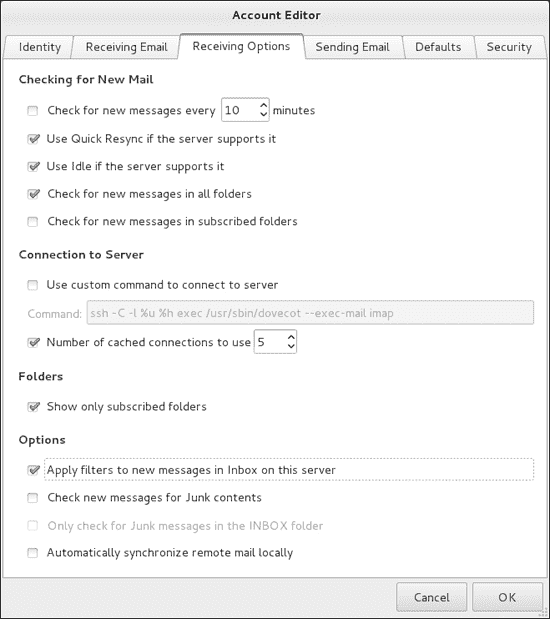 Account Editor
Identity Receiving Email Receiving Options Sending Email Defaults Security
Checking for New Mail
Check for new messages every 10 minutes
Use Quick Resync if the server supports it
Use Idle if the server supports it
Check for new messages in all folders
Check for new messages in subscribed folders
Connection to Server
Use custom command to connect to server
Command: ssh -C -l %u %h exec /usr/sbin/dovecot --exec-mail imap
Number of cached connections to use 5
Folders
Show only subscribed folders
Options
Apply filters to new messages in Inbox on this server
Check new messages for Junk contents
Only check for Junk messages in the INBOX folder
Automatically synchronize remote mail locally
Cancel OK